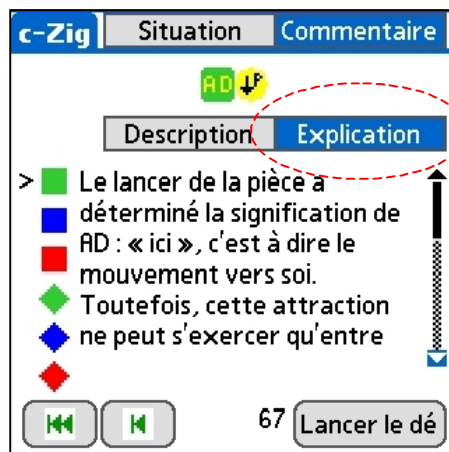 c-Zig Situation Commentaire
AD P
Description Explication
> Le lancer de la pièce a
déterminé la signification de
AD : « ici », c'est à dire le
mouvement vers soi.
Toutefois, cette attraction
ne peut s'exercer qu'entre
67 Lancer le dé